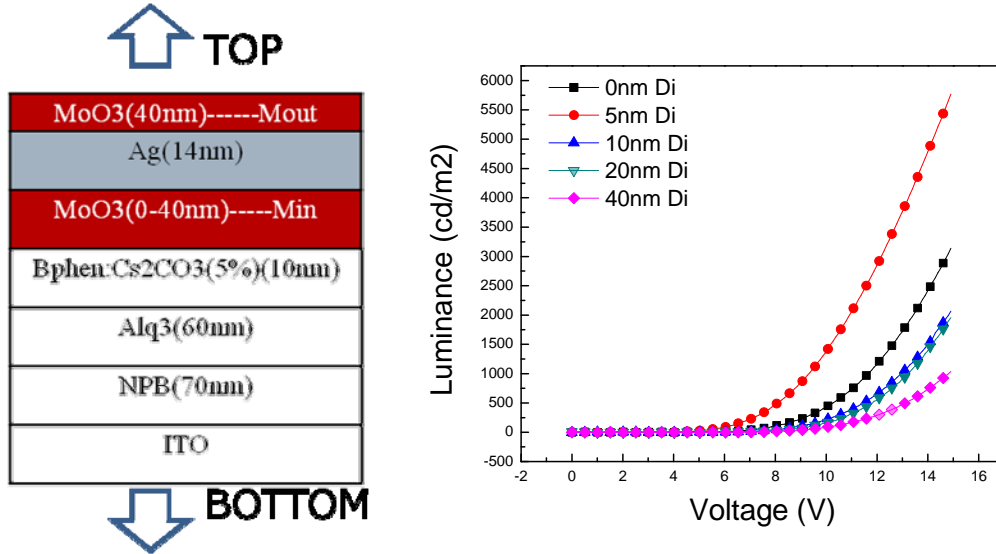 TOP
MoO3(40nm)------Mout
Ag(14nm)
MoO3(0-40nm)-----Min
Bphen:Cs2CO3(5%)(10nm)
Alq3(60nm)
NPB(70nm)
ITO
BOTTOM
Luminance (cd/m2)
6000
5500
5000
4500
4000
3500
3000
2500
2000
1500
1000
500
0
-500
0nm Di
5nm Di
10nm Di
20nm Di
40nm Di
-2 0 2 4 6 8 10 12 14 16
Voltage (V)